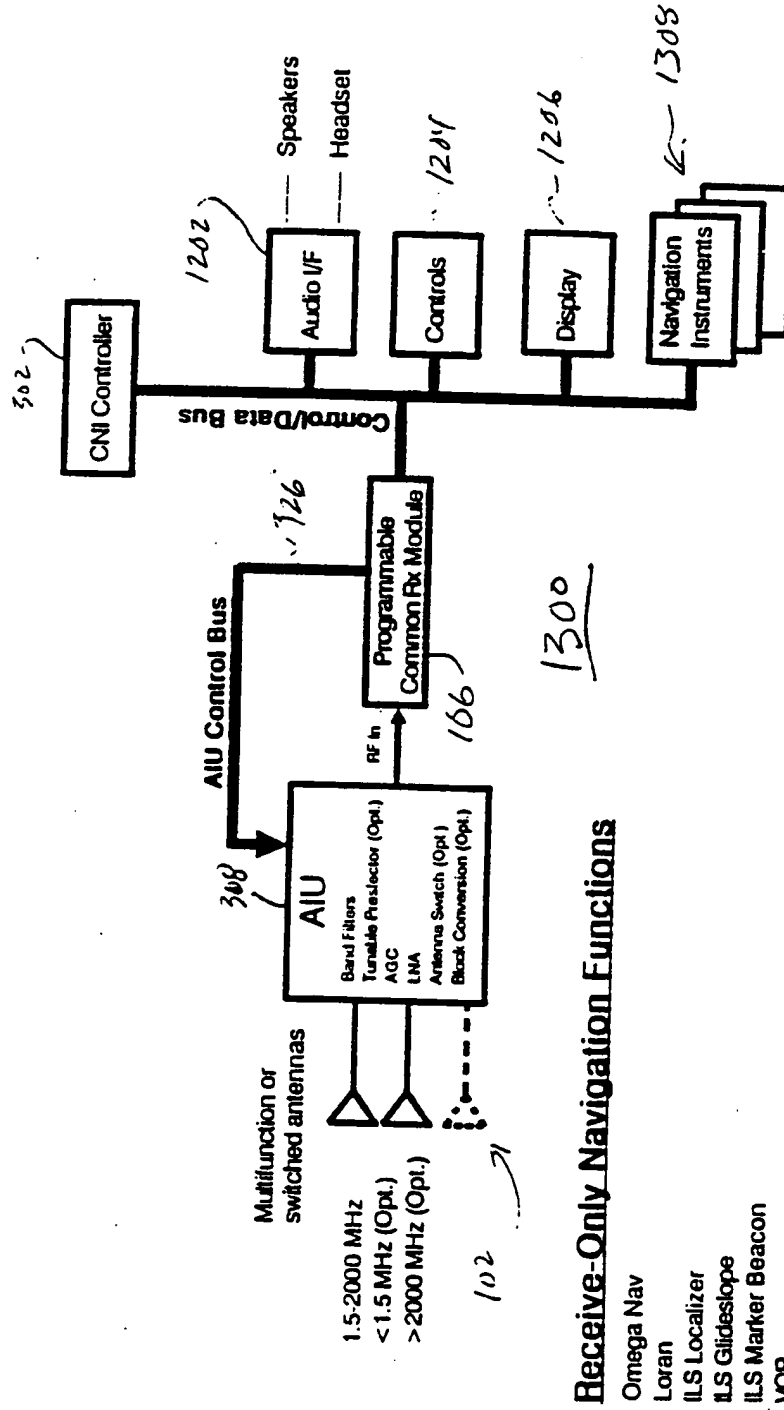 302
CNI Controller
1202
Audio I/F
Speakers
Headset
Control/Data Bus
Controls
1204
Display
1206
Navigation
Instruments
1308
AIU Control Bus
926
Programmable
Common Rx Module
106
RF In
308
AIU
Band Filters
Tunable Preslector (Opt.)
AGC
LNA
Antenna Switch (Opt)
Block Conversion (Opt.)
Multifunction or
switched antennas
1.5-2000 MHz
<1.5 MHz (Opt.)
>2000 MHz (Opt.)
102
1300
Receive-Only Navigation Functions
Omega Nav
Loran
ILS Localizer
ILS Glideslope
ILS Marker Beacon
VOR